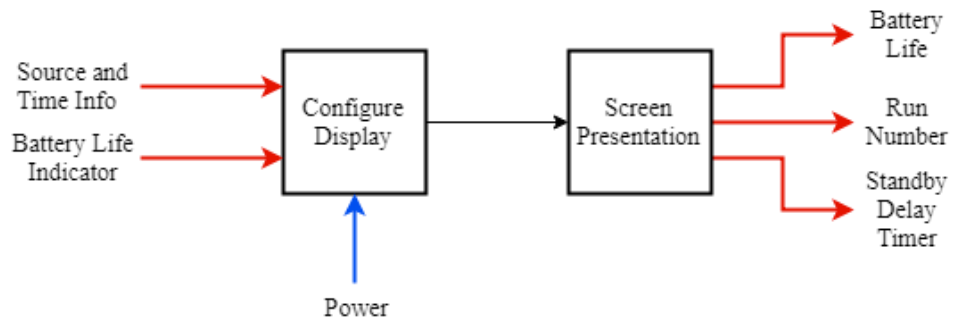 Source and
Time Info
Battery Life
Indicator
Configure
Display
Power
Screen
Presentation
Battery
Life
Run
Number
Standby
Delay
Timer